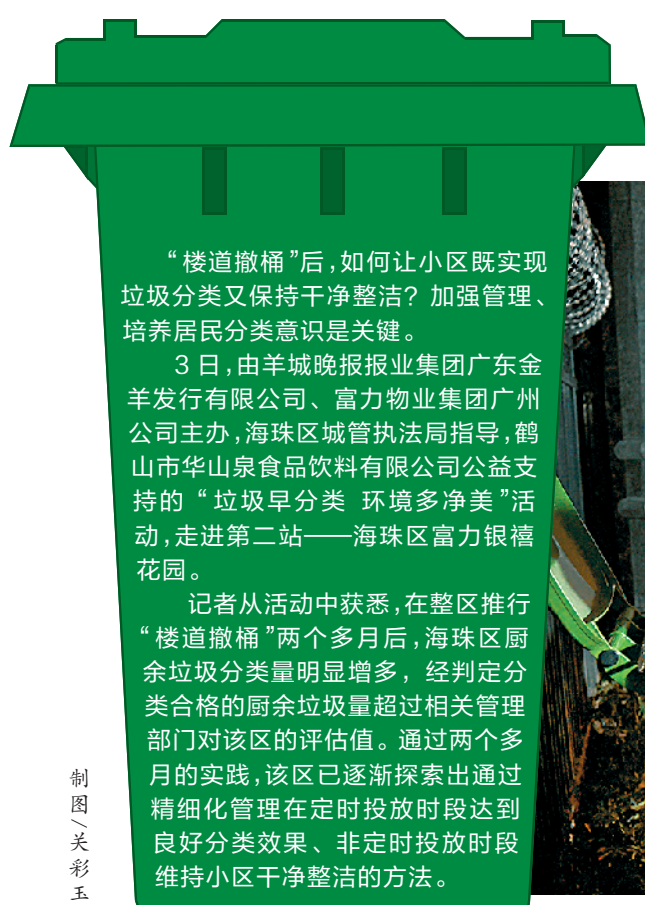 “楼道撤桶”后,如何让小区既实现
垃圾分类又保持干净整洁? 加强管理、
培养居民分类意识是关键。
3 日,由羊城晚报报业集团广东金
羊发行有限公司、富力物业集团广州
公司主办,海珠区城管执法局指导,鹤
山市华山泉食品饮料有限公司公益支
持的 “垃圾早分类 环境多净美”活
动,走进第二站——海珠区富力银禧
花园。
记者从活动中获悉,在整区推行
“楼道撤桶”两个多月后,海珠区厨
余垃圾分类量明显增多, 经判定分
类合格的厨余垃圾量超过相关管理
部门对该区的评估值。通过两个多
月的实践,该区已逐渐探索出通过
精细化管理在定时投放时段达到
良好分类效果、非定时投放时段
维持小区干净整洁的方法。
制图/关彩玉